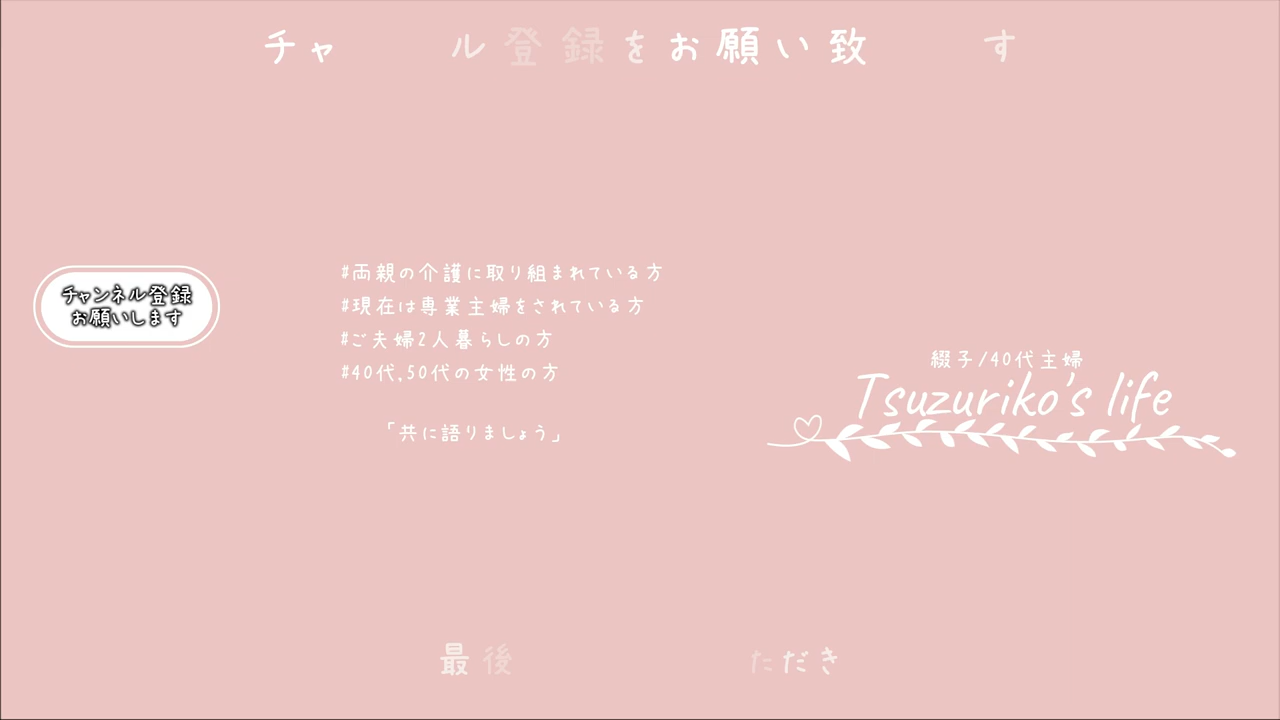 チャ ル登録をお願い致 す
チャンネル登録
お願いします
#両親の介護に取り組まれている方
#現在は専業主婦をされている方
#ご夫婦2人暮らしの方
#40代,50代の女性の方
「共に語りましょう」
綴子/40代主婦
Tsuzuriko's life
最後 ただき